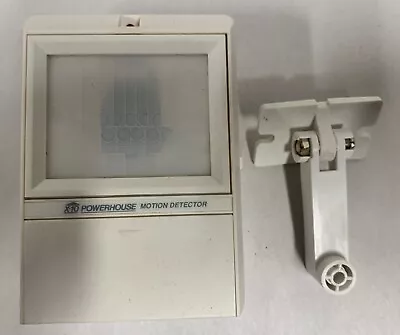 X10 POWERHOUSE MOTION DETECTOR